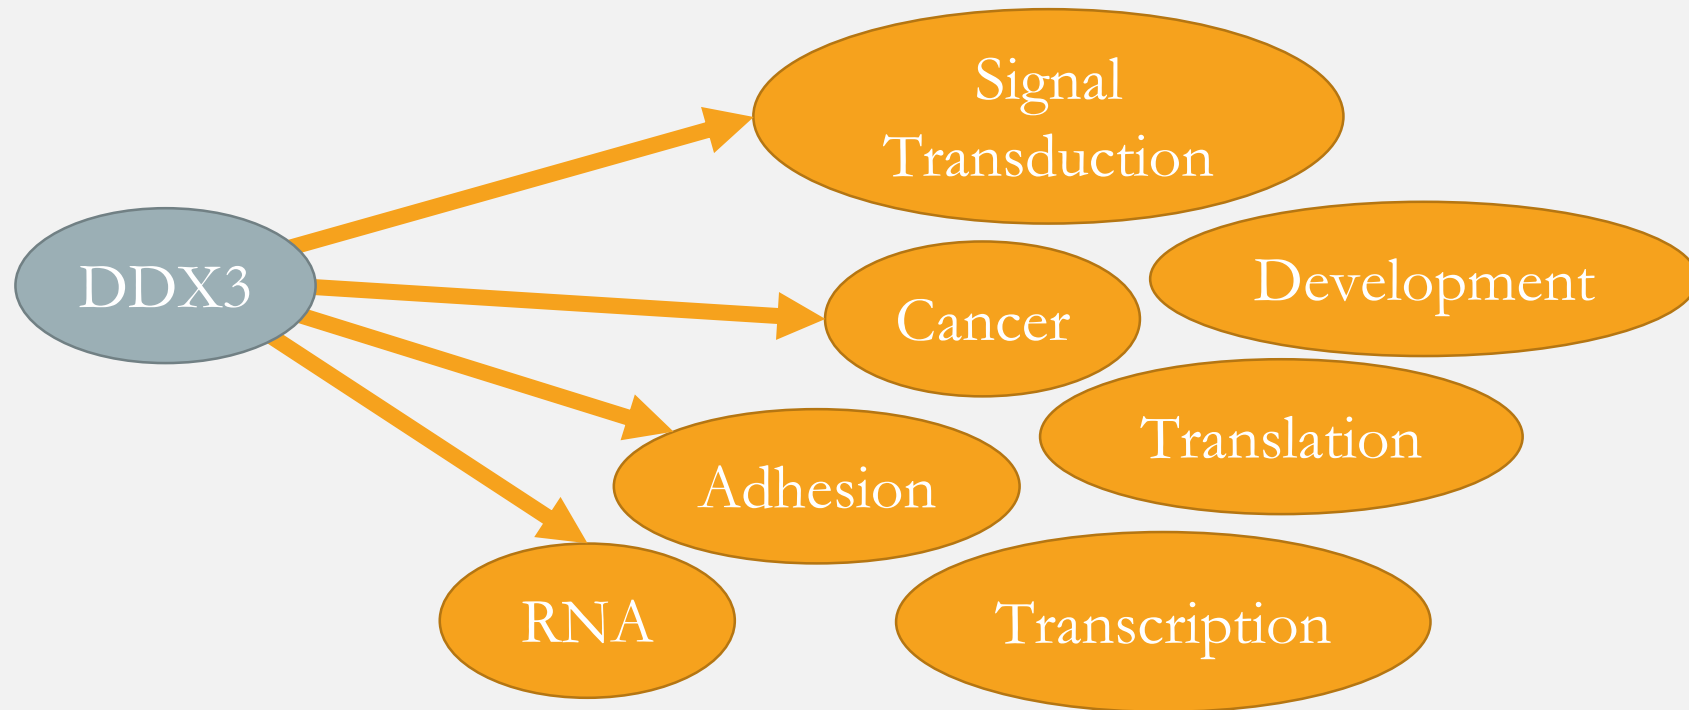 Signal
Transduction
DDX3
Development
Cancer
Translation
Adhesion
RNA
Transcription